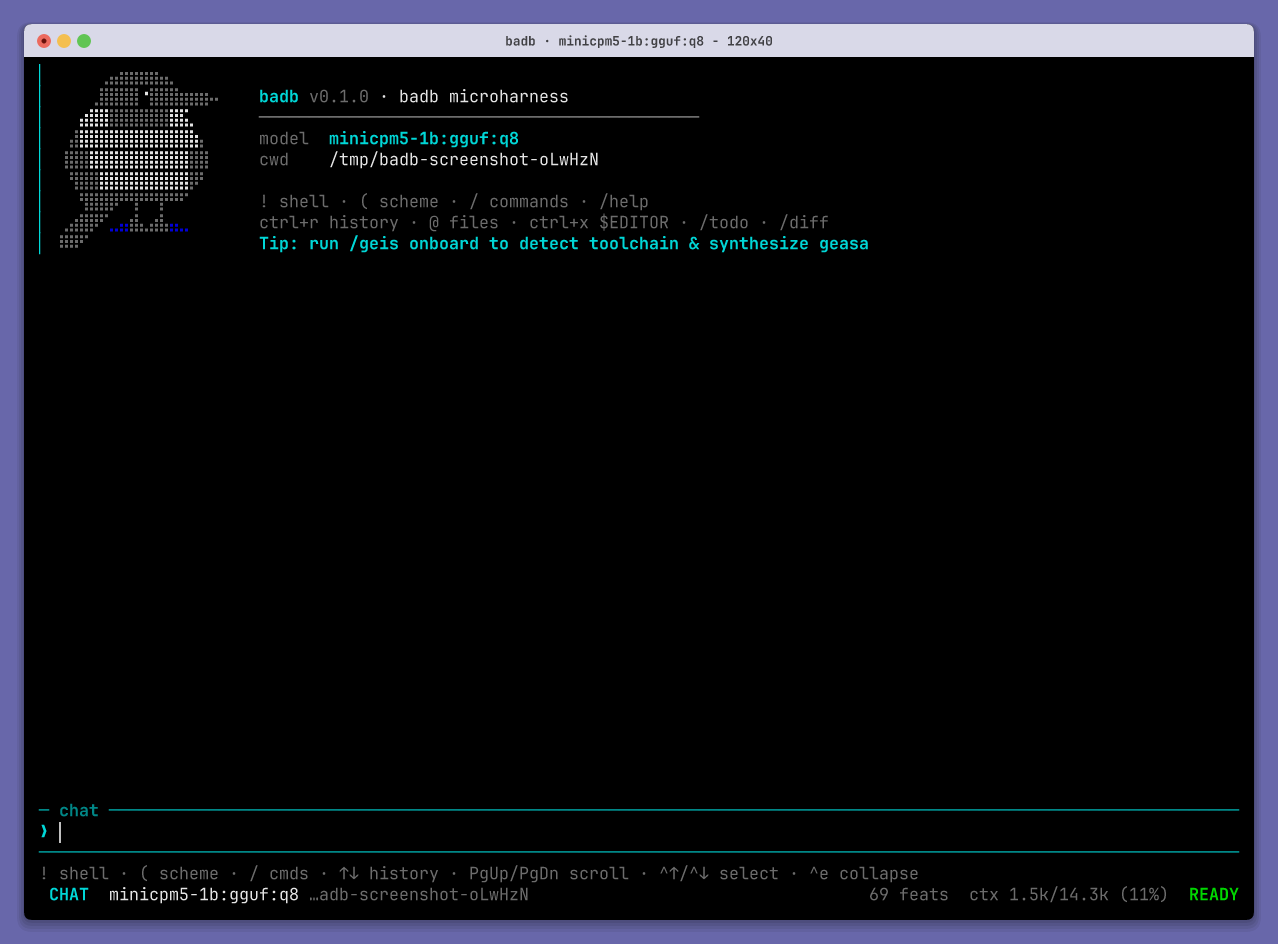 badb · minicpm5-1b:gguf:q8 - 120x40
badb v0.1.0 · badb microharness
model minicpm5-1b:gguf:q8
cwd /tmp/badb-screenshot-oLwHzN
! shell · ( scheme · / commands · /help
ctrl+r history · @ files · ctrl+x $EDITOR · /todo · /diff
Tip: run /geis onboard to detect toolchain & synthesize geasa
chat
❯
! shell · ( scheme · / cmds · ↑↓ history · PgUp/PgDn scroll · ^↑/^↓ select · ^e collapse
CHAT minicpm5-1b:gguf:q8 …adb-screenshot-oLwHzN 69 feats ctx 1.5k/14.3k (11%) READY